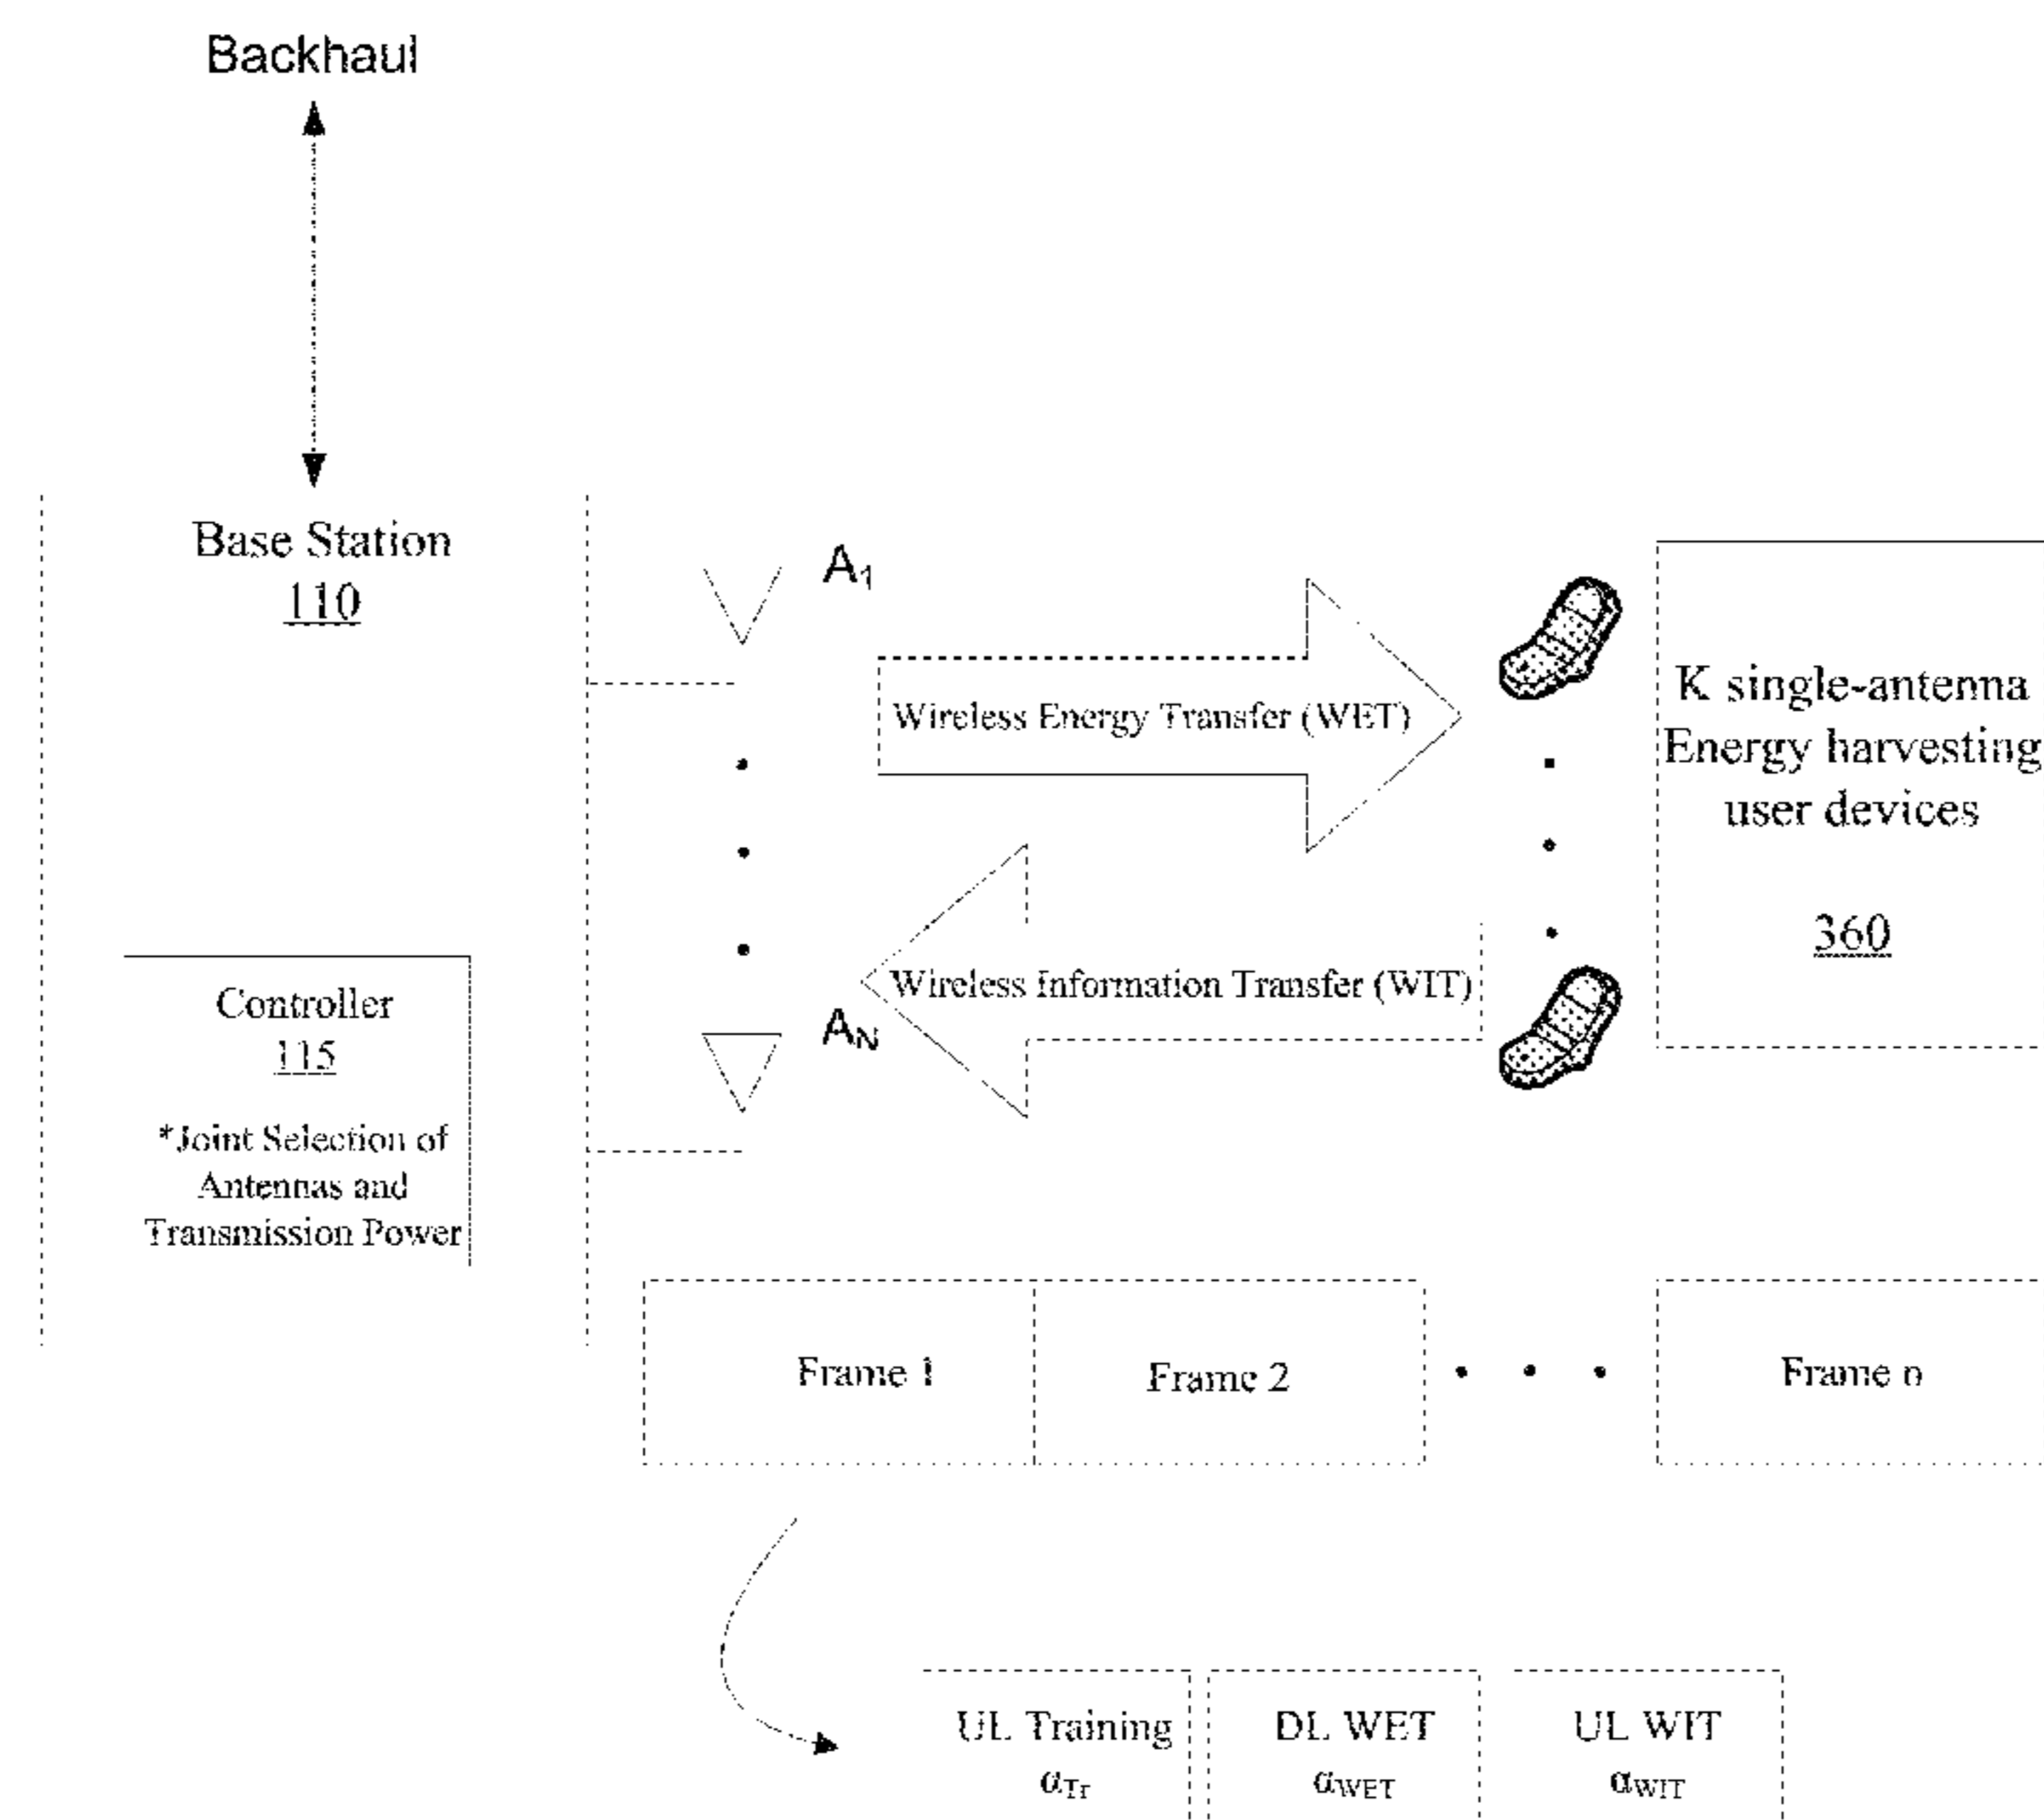 Backhaul
Base Station
110
A1
Wireless Energy Transfer (WET)
K single-antenna
Energy harvesting
user devices
360
Wireless Information Transfer (WIT)
AN
Controller
115
*Joint Selection of
Antennas and
Transmission Power
Frame 1
Frame 2
Frame n
UL Training
αTr
DL WET
αWET
UL WIT
αWIT